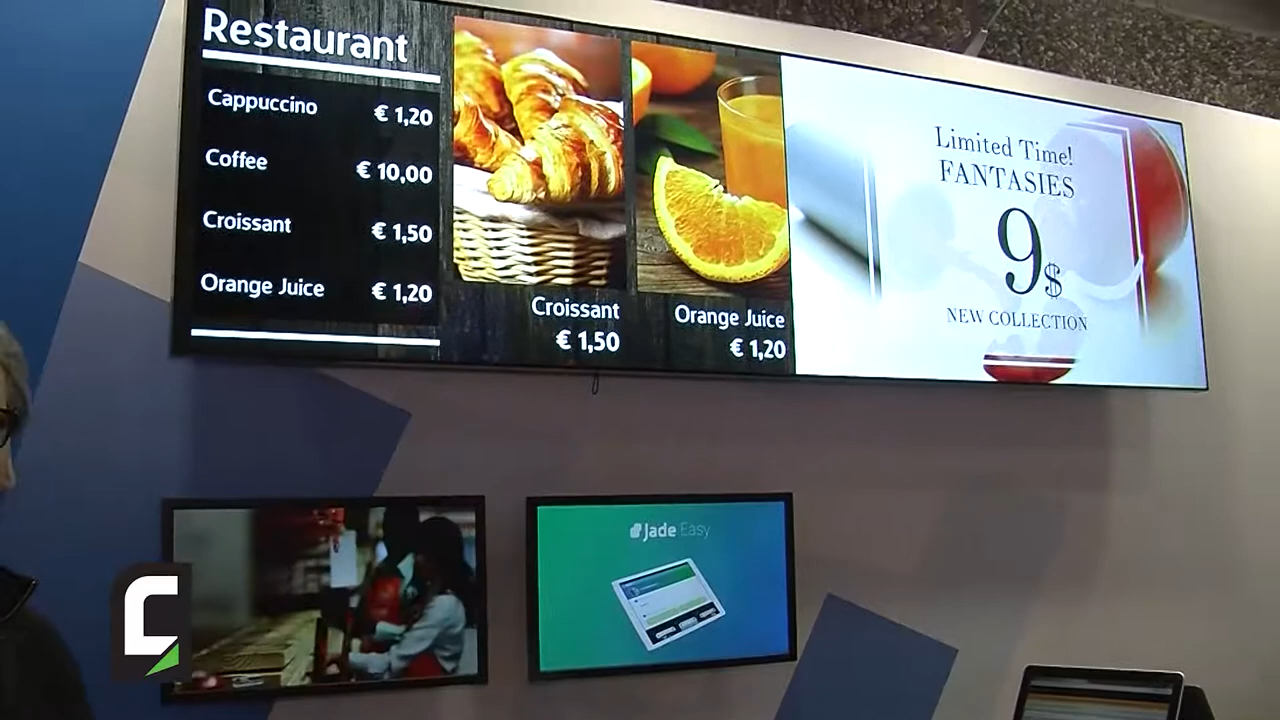 Restaurant
Cappuccino € 1,20
Coffee € 10,00
Croissant € 1,50
Orange Juice € 1,20
Croissant
€ 1,50
Orange Juice
€ 1,20
Limited Time!
FANTASIES
9$
NEW COLLECTION
Jade Easy